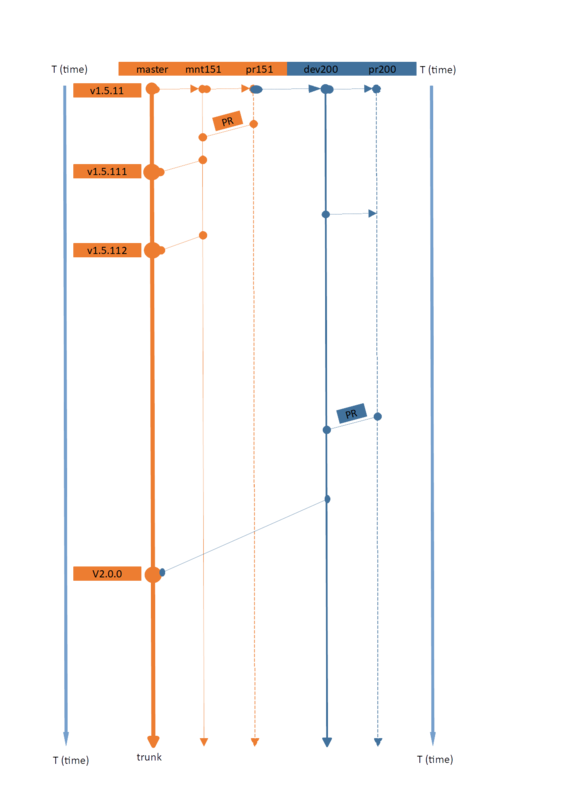 T (time) master mnt151 pr151 dev200 pr200 T (time)
v1.5.11
PR
v1.5.111
v1.5.112
PR
V2.0.0
T (time) trunk T (time)